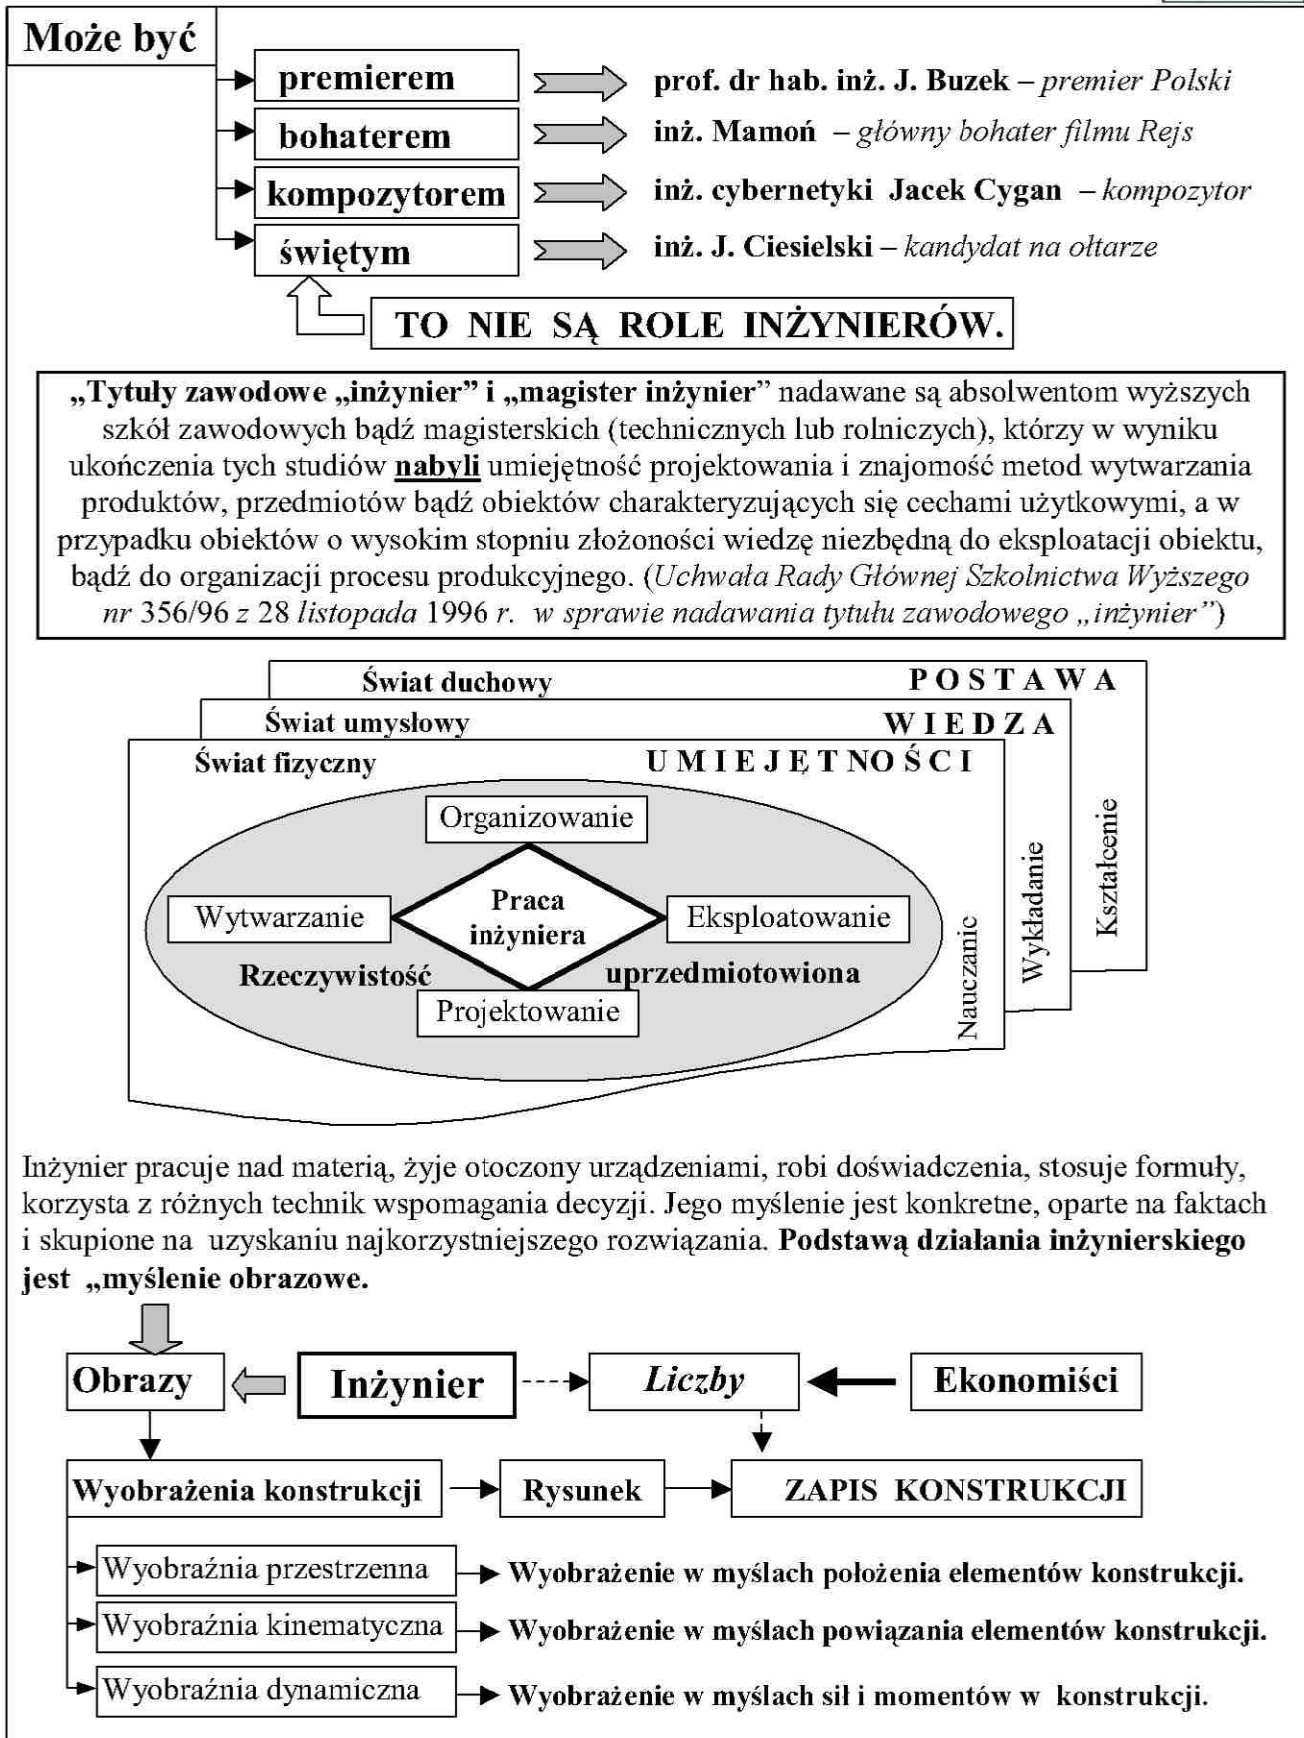 Może być
premierem
prof. dr hab. inż. J. Buzek – premier Polski
bohaterem
inż. Mamoń – główny bohater filmu Rejs
kompozytorem
inż. cybernetyki Jacek Cygan – kompozytor
świętym
inż. J. Ciesielski – kandydat na ołtarze
TO NIE SĄ ROLE INŻYNIERÓW.
„Tytuły zawodowe „inżynier” i „magister inżynier” nadawane są absolwentom wyższych
szkół zawodowych bądź magisterskich (technicznych lub rolniczych), którzy w wyniku
ukończenia tych studiów nabyli umiejętność projektowania i znajomość metod wytwarzania
produktów, przedmiotów bądź obiektów charakteryzujących się cechami użytkowymi, a w
przypadku obiektów o wysokim stopniu złożoności wiedzę niezbędną do eksploatacji obiektu,
bądź do organizacji procesu produkcyjnego. (Uchwała Rady Głównej Szkolnictwa Wyższego
nr 356/96 z 28 listopada 1996 r. w sprawie nadawania tytułu zawodowego „inżynier”)
Świat duchowy
P O S T A W A
Świat umysłowy
W I E D Z A
Świat fizyczny
U M I E J Ę T N O Ś C I
Organizowanie
Wytwarzanie
Praca
inżyniera
Eksploatowanie
Rzeczywistość
uprzedmiotowiona
Projektowanie
Nauczanie
Wykładanie
Kształcenie
Inżynier pracuje nad materią, żyje otoczony urządzeniami, robi doświadczenia, stosuje formuły,
korzysta z różnych technik wspomagania decyzji. Jego myślenie jest konkretne, oparte na faktach
i skupione na uzyskaniu najkorzystniejszego rozwiązania. Podstawą działania inżynierskiego
jest „myślenie obrazowe.
Obrazy
Inżynier
Liczby
Ekonomiści
Wyobrażenia konstrukcji
Rysunek
ZAPIS KONSTRUKCJI
Wyobraźnia przestrzenna
Wyobrażenie w myślach położenia elementów konstrukcji.
Wyobraźnia kinematyczna
Wyobrażenie w myślach powiązania elementów konstrukcji.
Wyobraźnia dynamiczna
Wyobrażenie w myślach sił i momentów w konstrukcji.